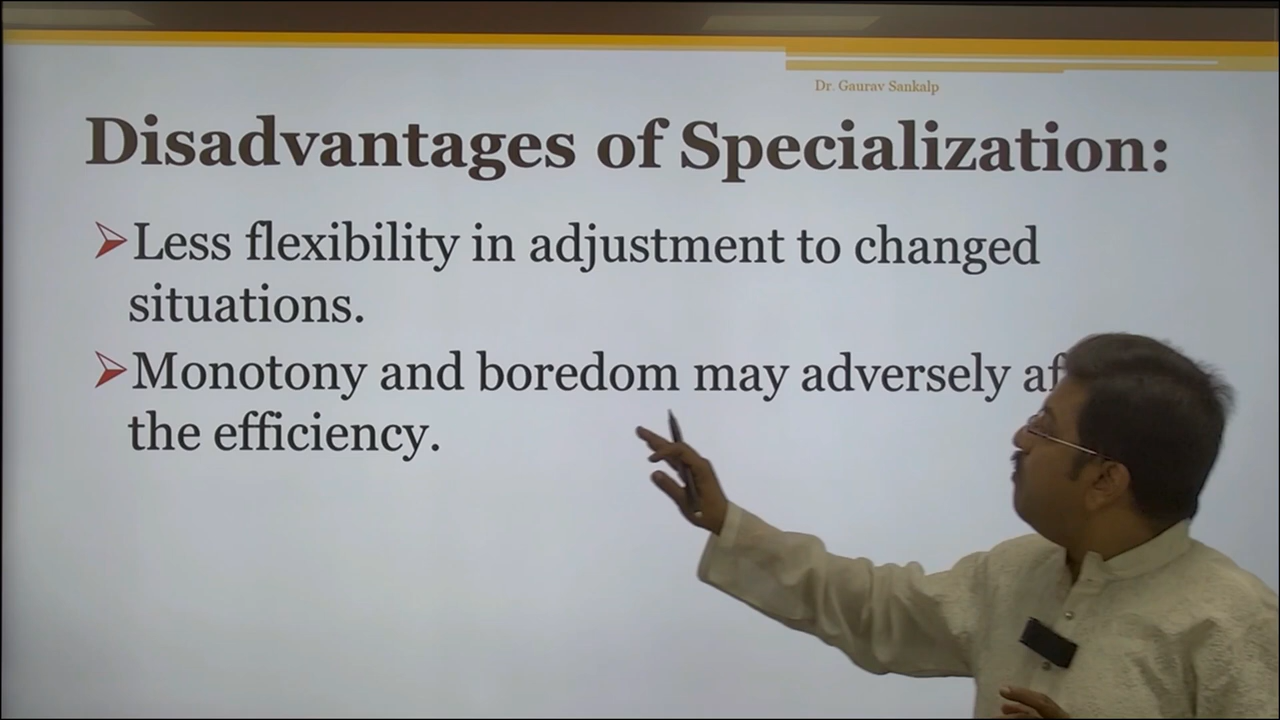 Dr. Gaurav Sankalp
Disadvantages of Specialization:
Less flexibility in adjustment to changed
situations.
Monotony and boredom may adversely
the efficiency.